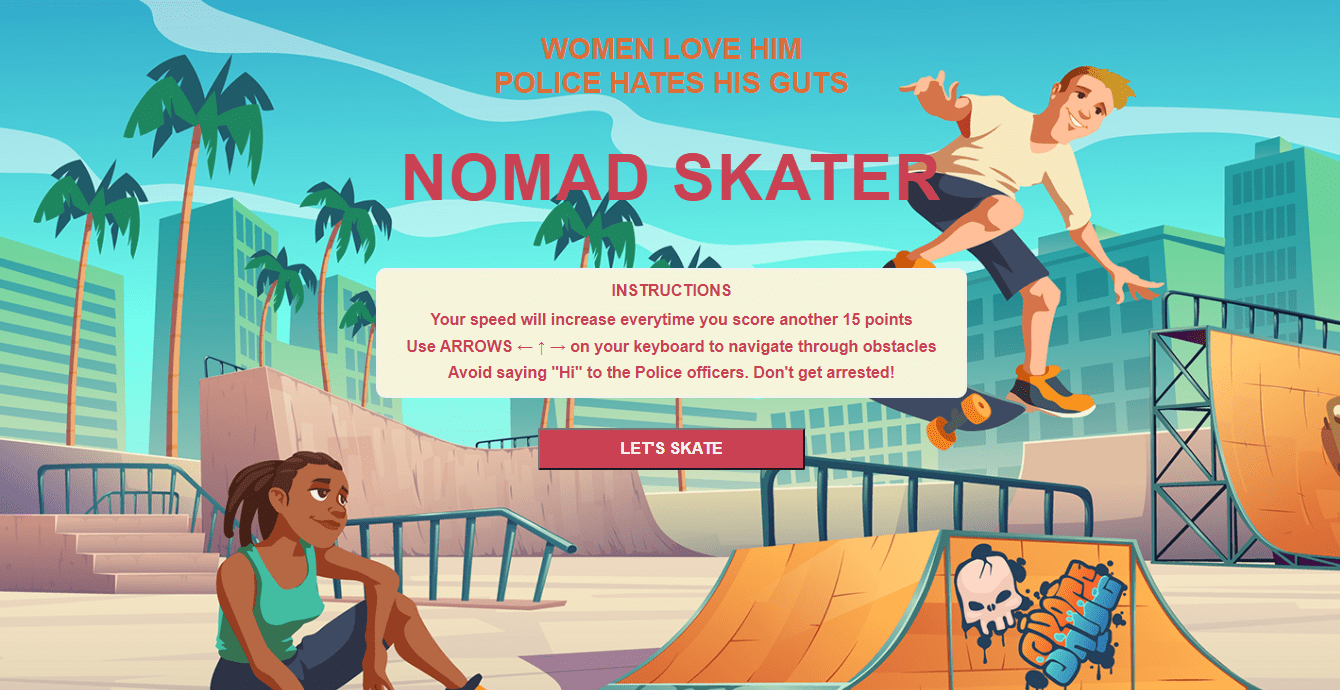 WOMEN LOVE HIM
POLICE HATES HIS GUTS
NOMAD SKATER
INSTRUCTIONS
Your speed will increase everytime you score another 15 points
Use ARROWS ← ↑ → on your keyboard to navigate through obstacles
Avoid saying "Hi" to the Police officers. Don't get arrested!
LET'S SKATE
SKATE